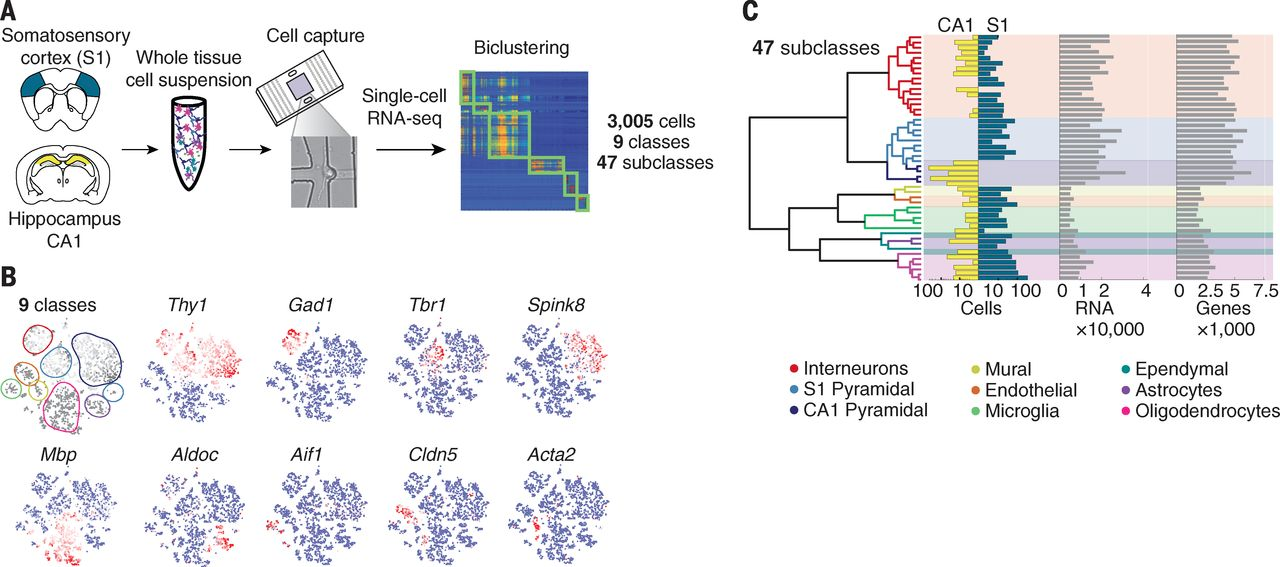 A
Somatosensory
cortex (S1)
Hippocampus
CA1
Whole tissue
cell suspension
Cell capture
Single-cell
RNA-seq
Biclustering
3,005 cells
9 classes
47 subclasses
B
9 classes
Thy1
Gad1
Tbr1
Spink8
Mbp
Aldoc
Aif1
Cldn5
Acta2
C
47 subclasses
CA1 S1
100 10 10 100
Cells
0 1 2 4
RNA
×10,000
0 2.5 5 7.5
Genes
×1,000
Interneurons
S1 Pyramidal
CA1 Pyramidal
Mural
Endothelial
Microglia
Ependymal
Astrocytes
Oligodendrocytes